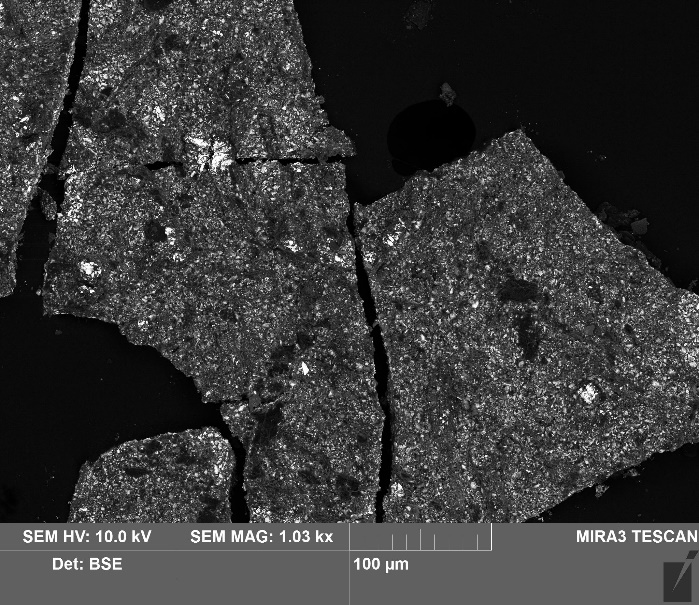 SEM HV: 10.0 kV SEM MAG: 1.03 kx MIRA3 TESCAN
Det: BSE 100 µm